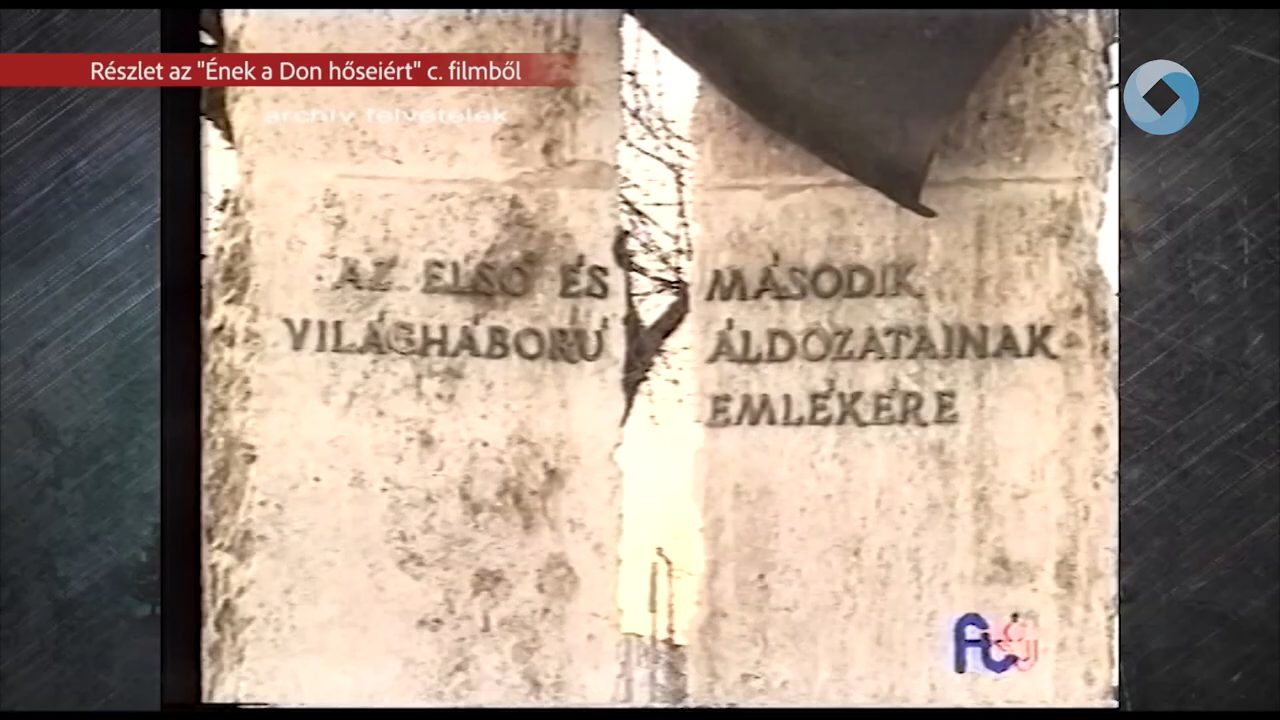 Részlet az "Ének a Don hőseiért" c. filmből
archív felvételek
AZ ELSŐ ÉS MÁSODIK
VILÁGHÁBORÚ ÁLDOZATAINAK
EMLÉKÉRE